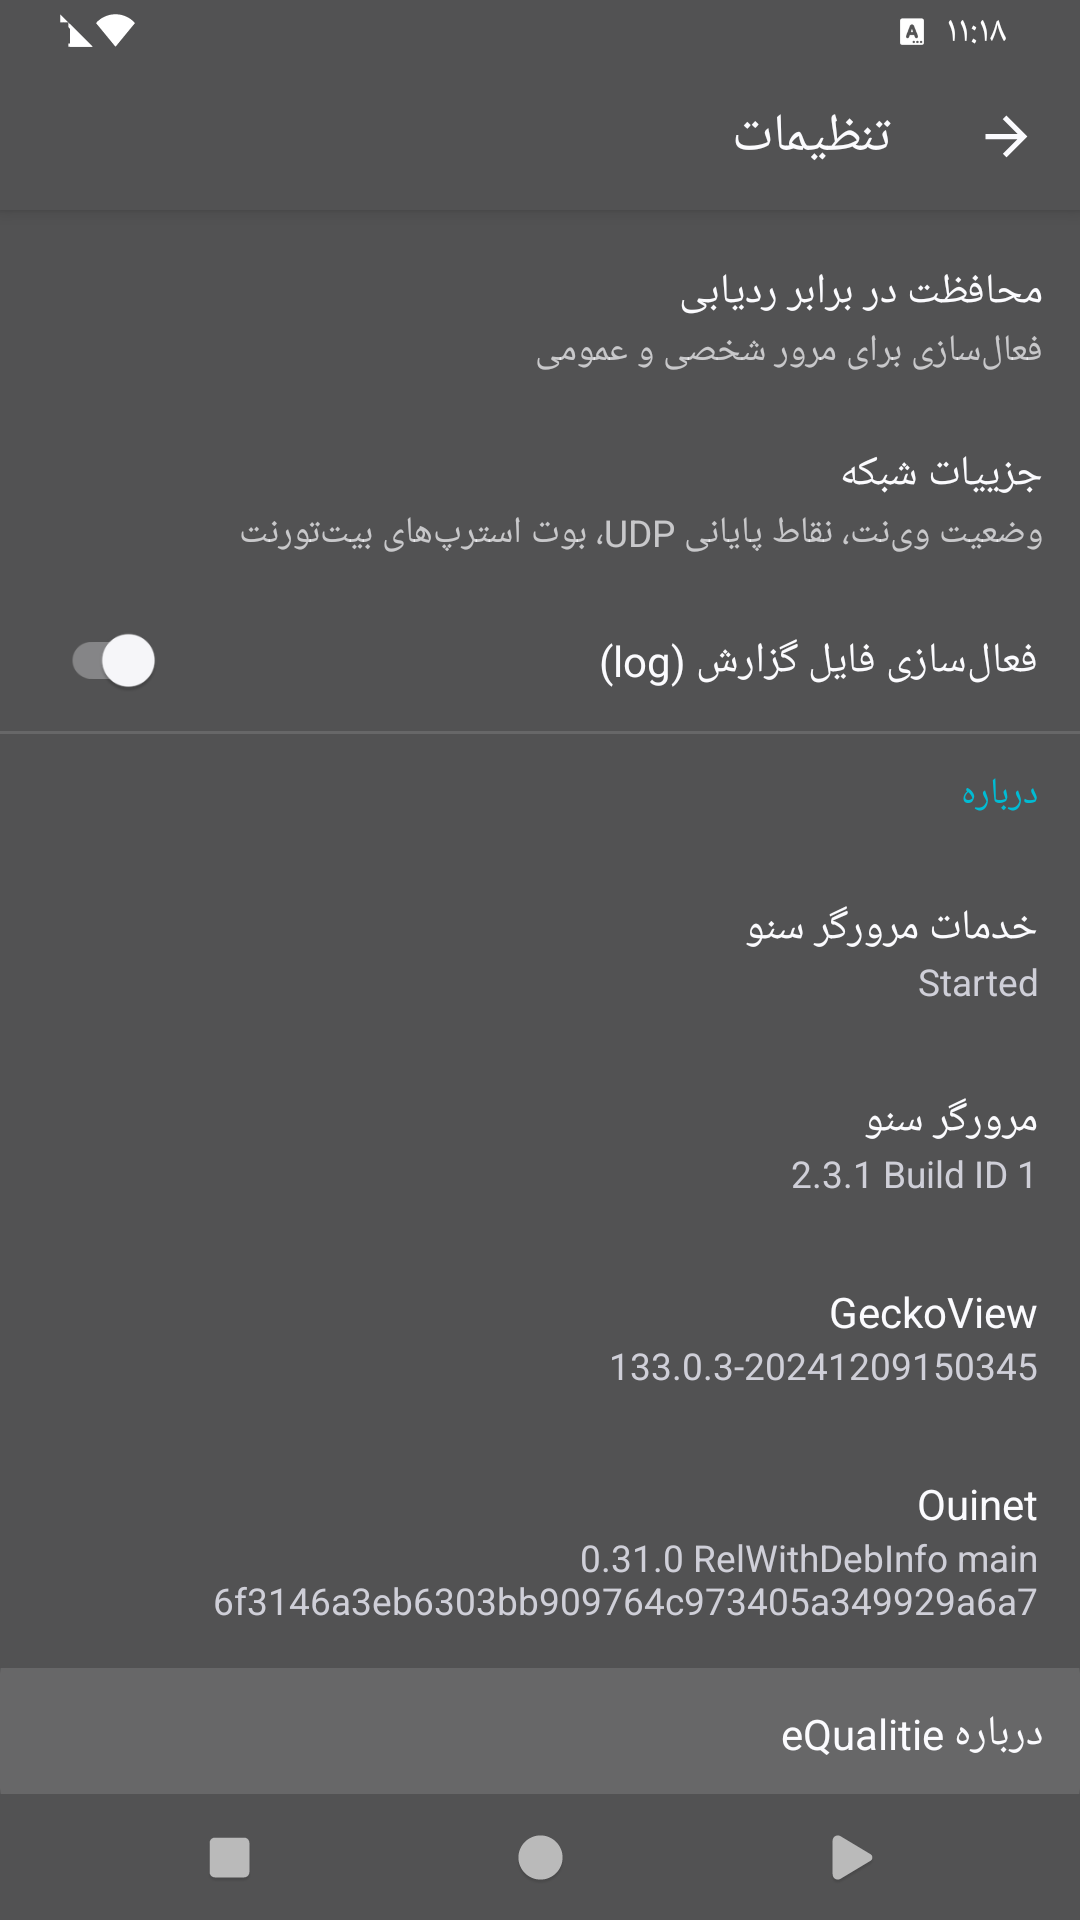 ۱۱:۱۸
تنظیمات
محافظت در برابر ردیابی
فعال‌سازی برای مرور شخصی و عمومی
جزییات شبکه
وضعیت وی‌نت، نقاط پایانی UDP، بوت استرپ‌های بیت‌تورنت
فعال‌سازی فایل گزارش (log)
درباره
خدمات مرورگر سنو
Started
مرورگر سنو
2.3.1 Build ID 1
GeckoView
133.0.3-20241209150345
Ouinet
0.31.0 RelWithDebInfo main
6f3146a3eb6303bb909764c973405a349929a6a7
درباره eQualitie